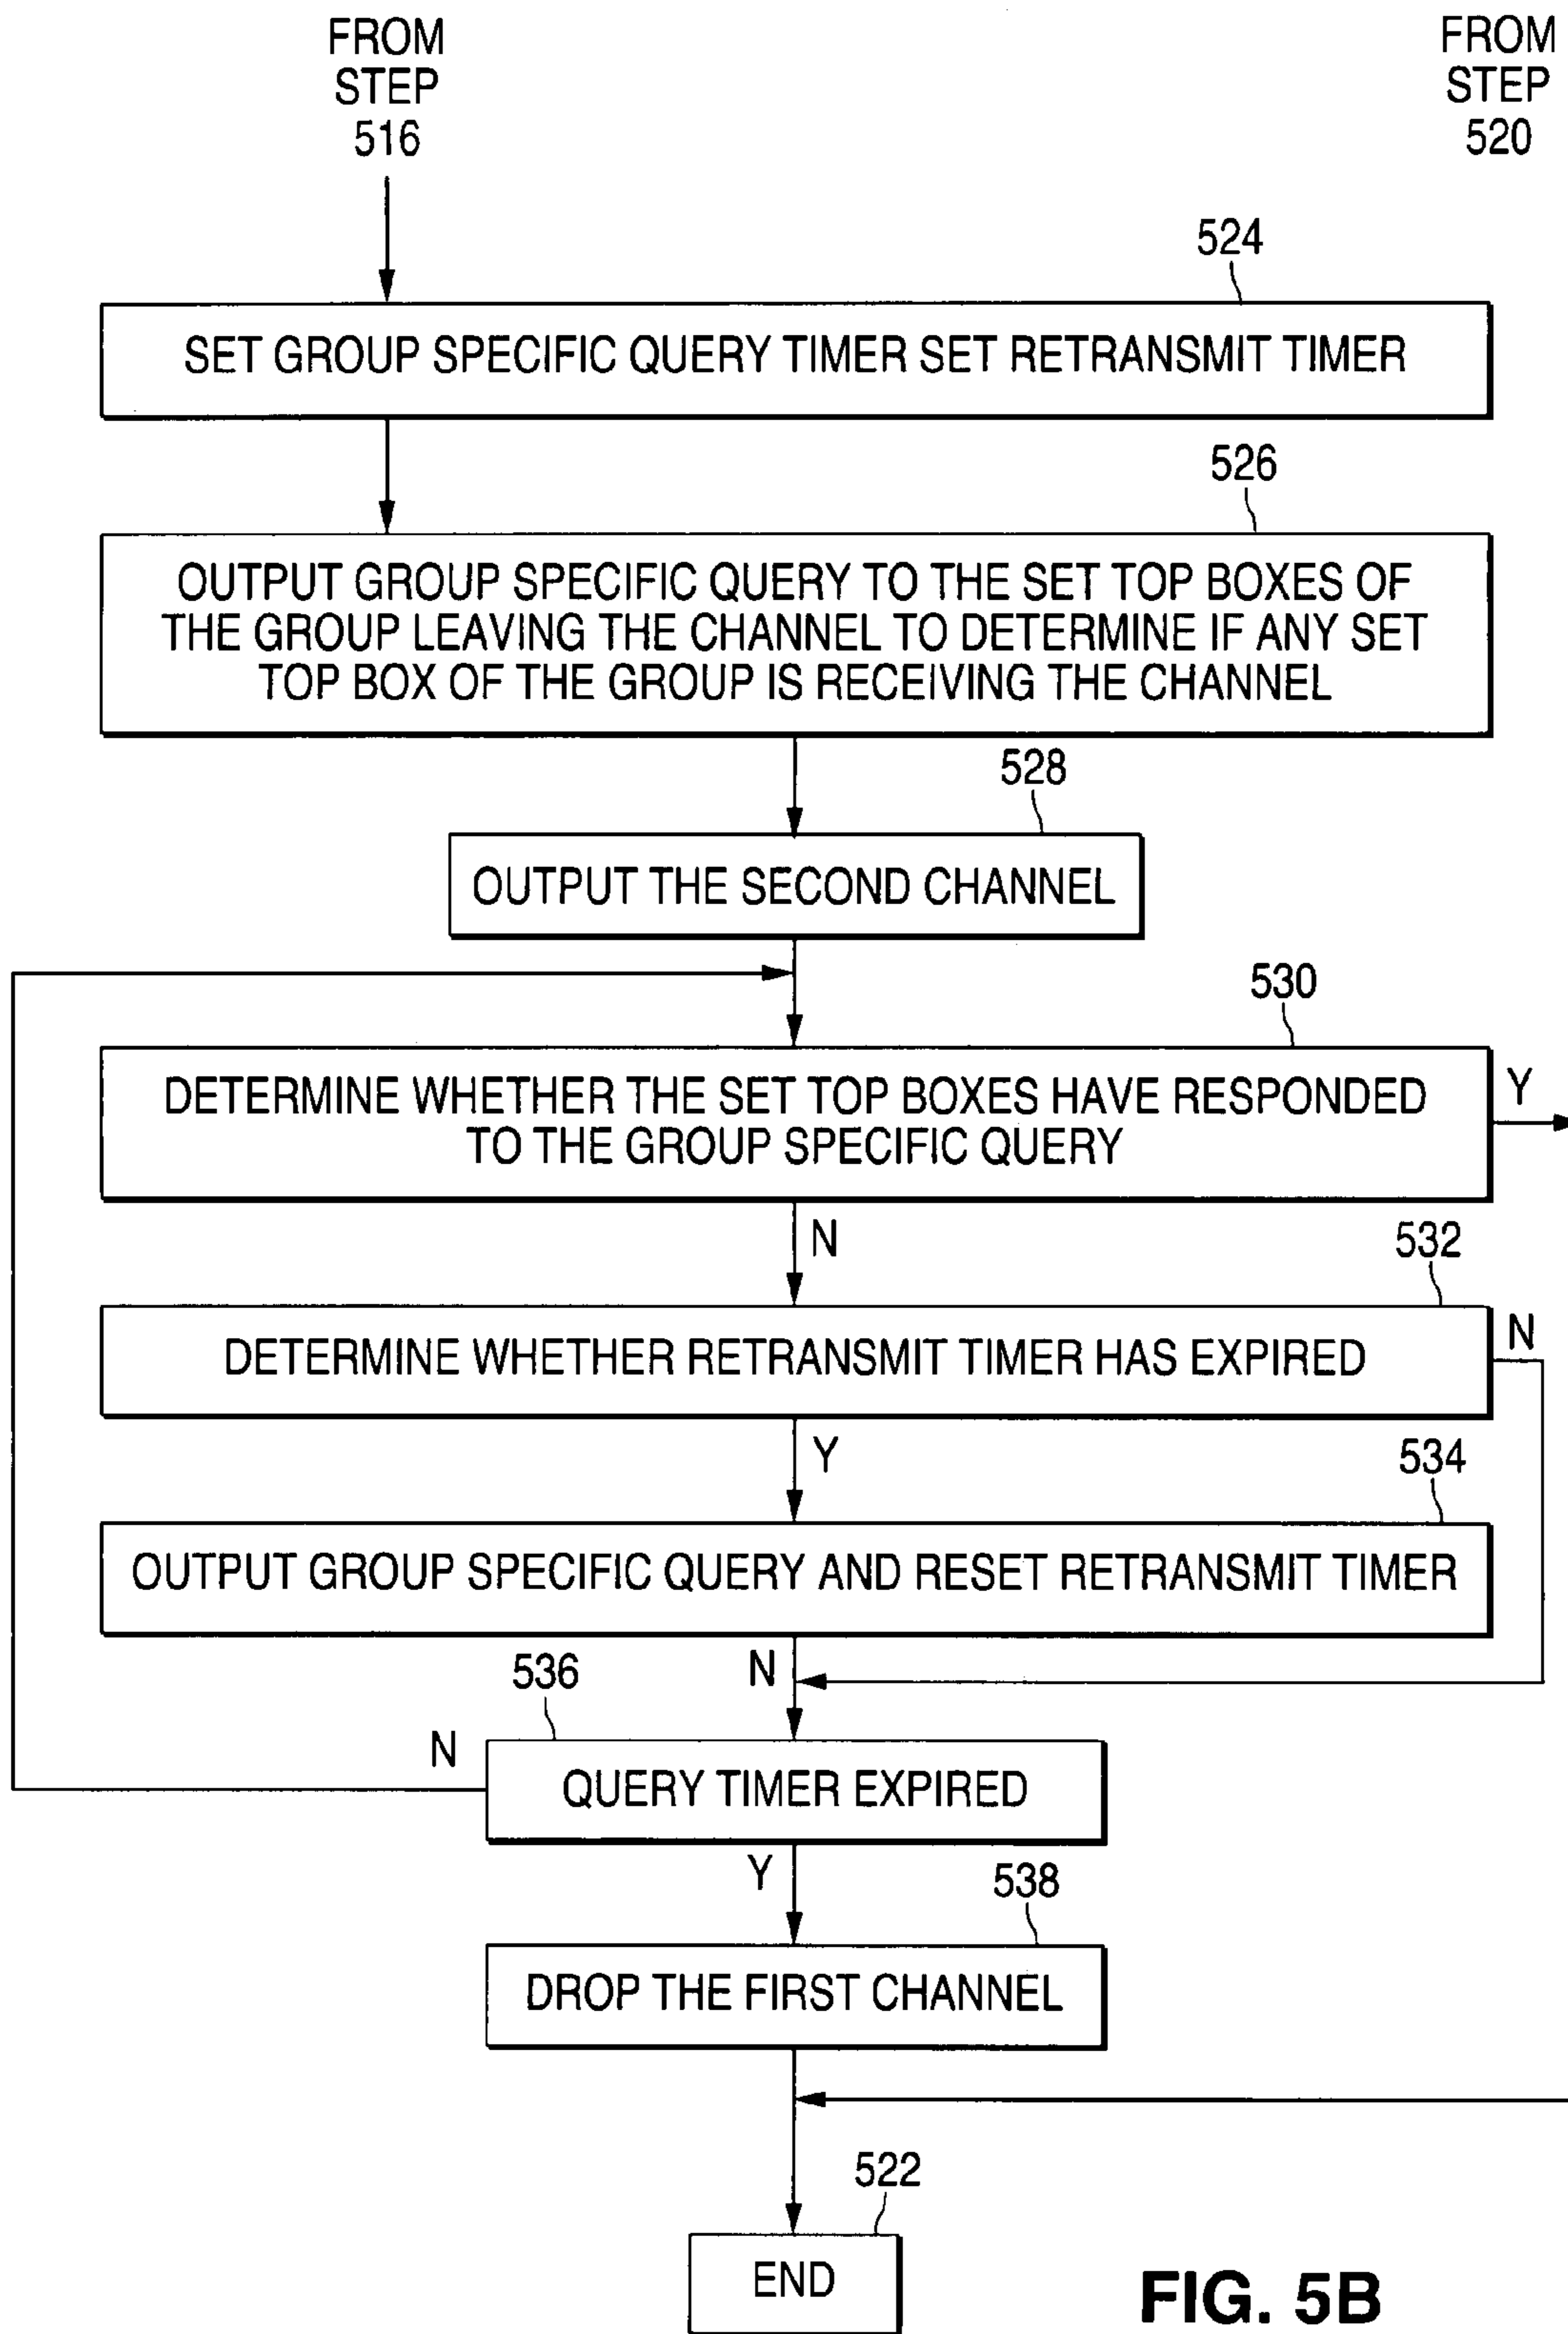 FROM
STEP
516
FROM
STEP
520
524
SET GROUP SPECIFIC QUERY TIMER SET RETRANSMIT TIMER
526
OUTPUT GROUP SPECIFIC QUERY TO THE SET TOP BOXES OF
THE GROUP LEAVING THE CHANNEL TO DETERMINE IF ANY SET
TOP BOX OF THE GROUP IS RECEIVING THE CHANNEL
528
OUTPUT THE SECOND CHANNEL
530
DETERMINE WHETHER THE SET TOP BOXES HAVE RESPONDED
TO THE GROUP SPECIFIC QUERY
Y
N
532
DETERMINE WHETHER RETRANSMIT TIMER HAS EXPIRED
N
Y
534
OUTPUT GROUP SPECIFIC QUERY AND RESET RETRANSMIT TIMER
N
536
N
QUERY TIMER EXPIRED
Y
538
DROP THE FIRST CHANNEL
522
END
FIG. 5B